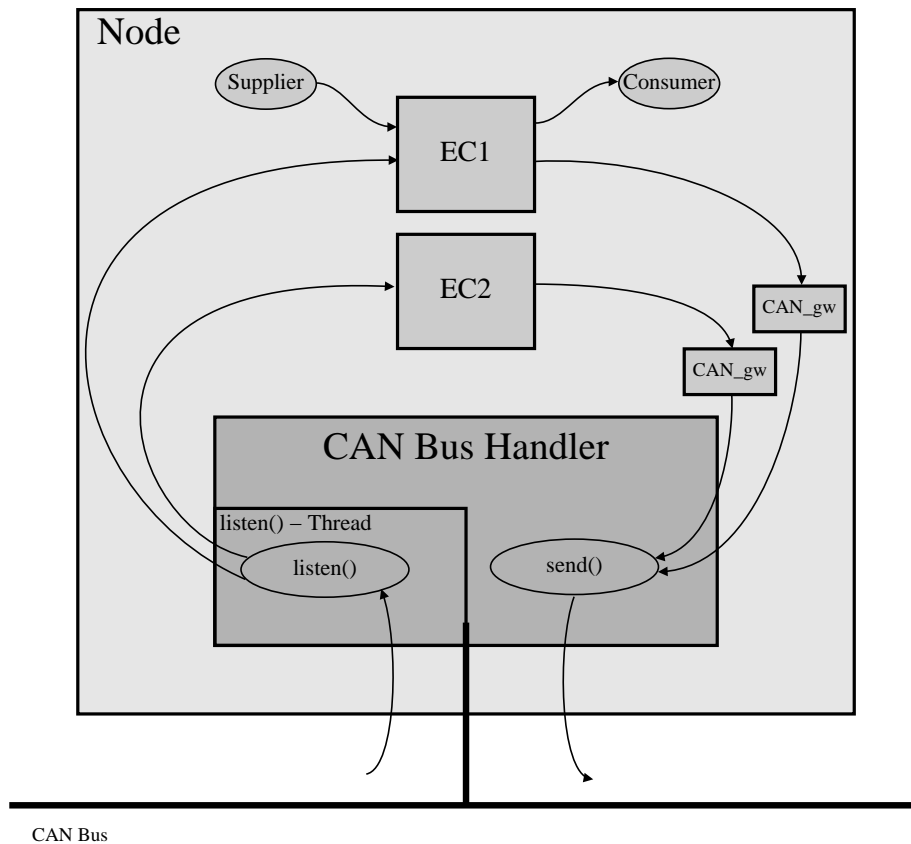 Node
Supplier
Consumer
EC1
EC2
CAN_gw
CAN_gw
CAN Bus Handler
listen() – Thread
listen()
send()
CAN Bus